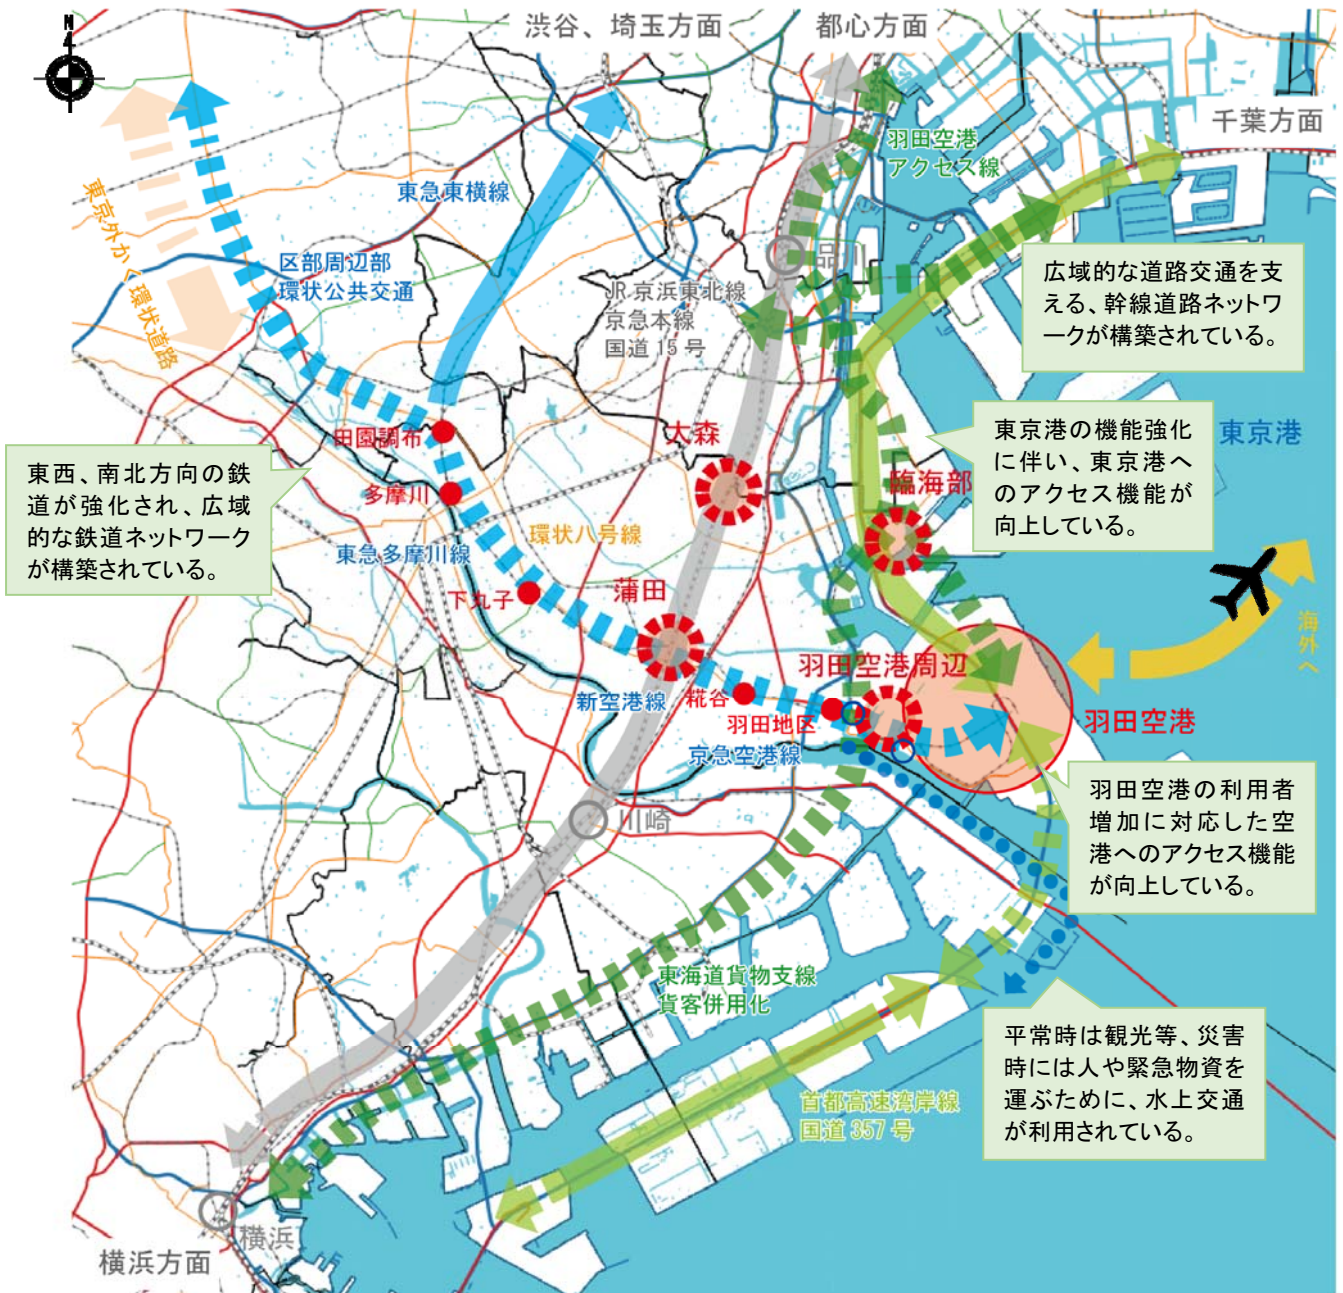 N
渋谷、埼玉方面
都心方面
千葉方面
羽田空港
アクセス線
東急東横線
東京外かく環状道路
区部周辺部
環状公共交通
品川
JR 京浜東北線
京急本線
国道 15 号
広域的な道路交通を支
える、幹線道路ネットワ
ークが構築されている。
東京港の機能強化
に伴い、東京港へ
のアクセス機能が
向上している。
東京港
田園調布
大森
東西、南北方向の鉄
道が強化され、広域
的な鉄道ネットワーク
が構築されている。
多摩川
臨海部
環状八号線
東急多摩川線
下丸子
蒲田
海外へ
羽田空港周辺
新空港線
糀谷
羽田地区
羽田空港
京急空港線
羽田空港の利用者
増加に対応した空
港へのアクセス機能
が向上している。
川崎
東海道貨物支線
貨客併用化
平常時は観光等、災害
時には人や緊急物資を
運ぶために、水上交通
が利用されている。
首都高速湾岸線
国道 357 号
横浜
横浜方面